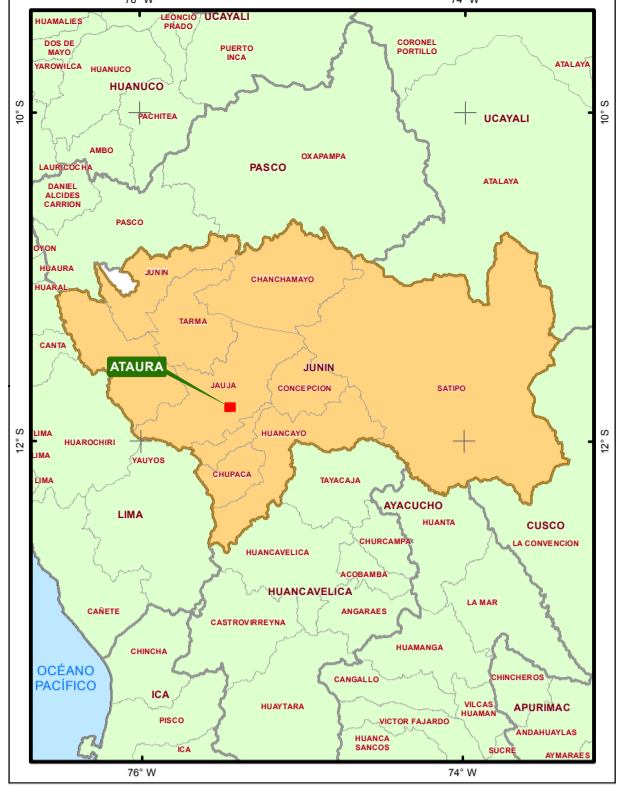 76° W
74° W
HUAMALIES
LEONCIO
PRADO
UCAYALI
DOS DE
MAYO
PUERTO
INCA
CORONEL
PORTILLO
YAROWILCA
HUANUCO
ATALAYA
HUANUCO
10° S
PACHITEA
UCAYALI
10° S
AMBO
LAURICOCHA
PASCO
OXAPAMPA
DANIEL
ALCIDES
CARRION
ATALAYA
PASCO
OYON
HUAURA
JUNIN
CHANCHAMAYO
HUARAL
TARMA
CANTA
ATAURA
JUNIN
JAUJA
CONCEPCION
SATIPO
LIMA
HUAROCHIRI
HUANCAYO
12° S
12° S
LIMA
YAUYOS
LIMA
CHUPACA
TAYACAJA
LIMA
AYACUCHO
HUANTA
CUSCO
CHURCAMPA
LA CONVENCION
HUANCAVELICA
ACOBAMBA
HUANCAVELICA
LA MAR
CAÑETE
ANGARAES
CASTROVIRREYNA
CHINCHA
HUAMANGA
OCÉANO
PACÍFICO
CANGALLO
CHINCHEROS
ICA
HUAYTARA
VILCAS
HUAMAN
APURIMAC
PISCO
VICTOR FAJARDO
ANDAHUAYLAS
HUANCA
SANCOS
ICA
SUCRE
AYMARAES
76° W
74° W